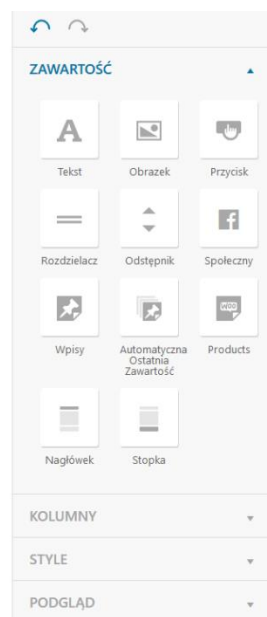 ZAWARTOŚĆ
A
Tekst
Obrazek
Przycisk
f
Rozdzielacz
Odstępnik
Społeczny
WOO
Wpisy
Automatyczna
Ostatnia
Zawartość
Products
Nagłówek
Stopka
KOLUMNY
STYLE
PODGLĄD